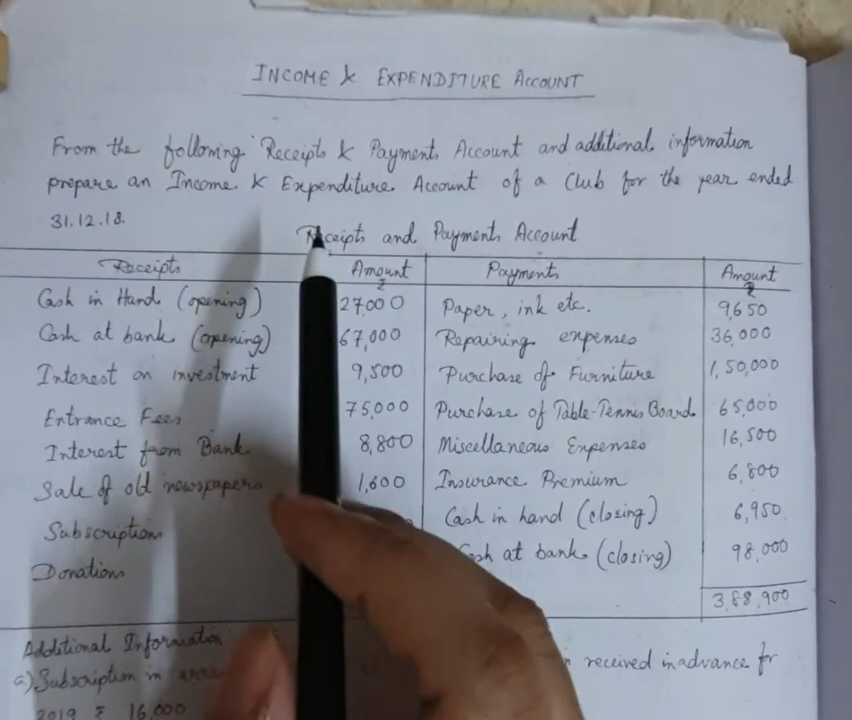 INCOME & EXPENDITURE ACCOUNT
From the following Receipts & Payments Account and additional information
prepare an Income & Expenditure Account of a Club for the year ended
31.12.18.
Receipts and Payments Account
Receipts Amount ₹ Payments Amount ₹
Cash in Hand (opening) 27,000 Paper, ink etc. 9,650
Cash at bank (opening) 67,000 Repairing expenses 36,000
Interest on investment 9,500 Purchase of Furniture 1,50,000
Entrance Fees 75,000 Purchase of Table-Tennis Board 65,000
Interest from Bank 8,800 Miscellaneous Expenses 16,500
Sale of old newspapers 1,600 Insurance Premium 6,800
Subscription Cash in hand (closing) 6,950
Donations Cash at bank (closing) 98,000
3,88,900
Additional Information
a) Subscription in received in advance for
2019 ₹ 16,000